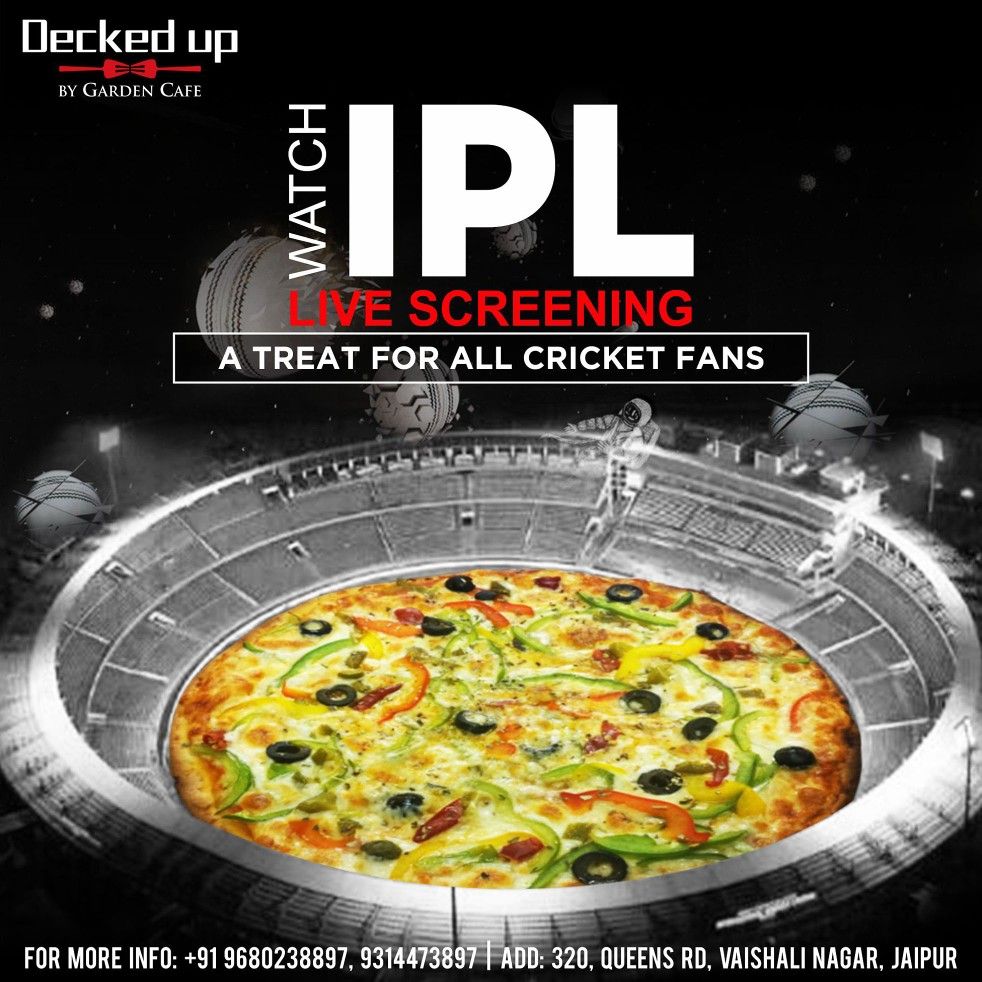 Decked up
BY GARDEN CAFE
WATCH
IPL
LIVE SCREENING
A TREAT FOR ALL CRICKET FANS
FOR MORE INFO: +91 9680238897, 9314473897 | ADD: 320, QUEENS RD, VAISHALI NAGAR, JAIPUR